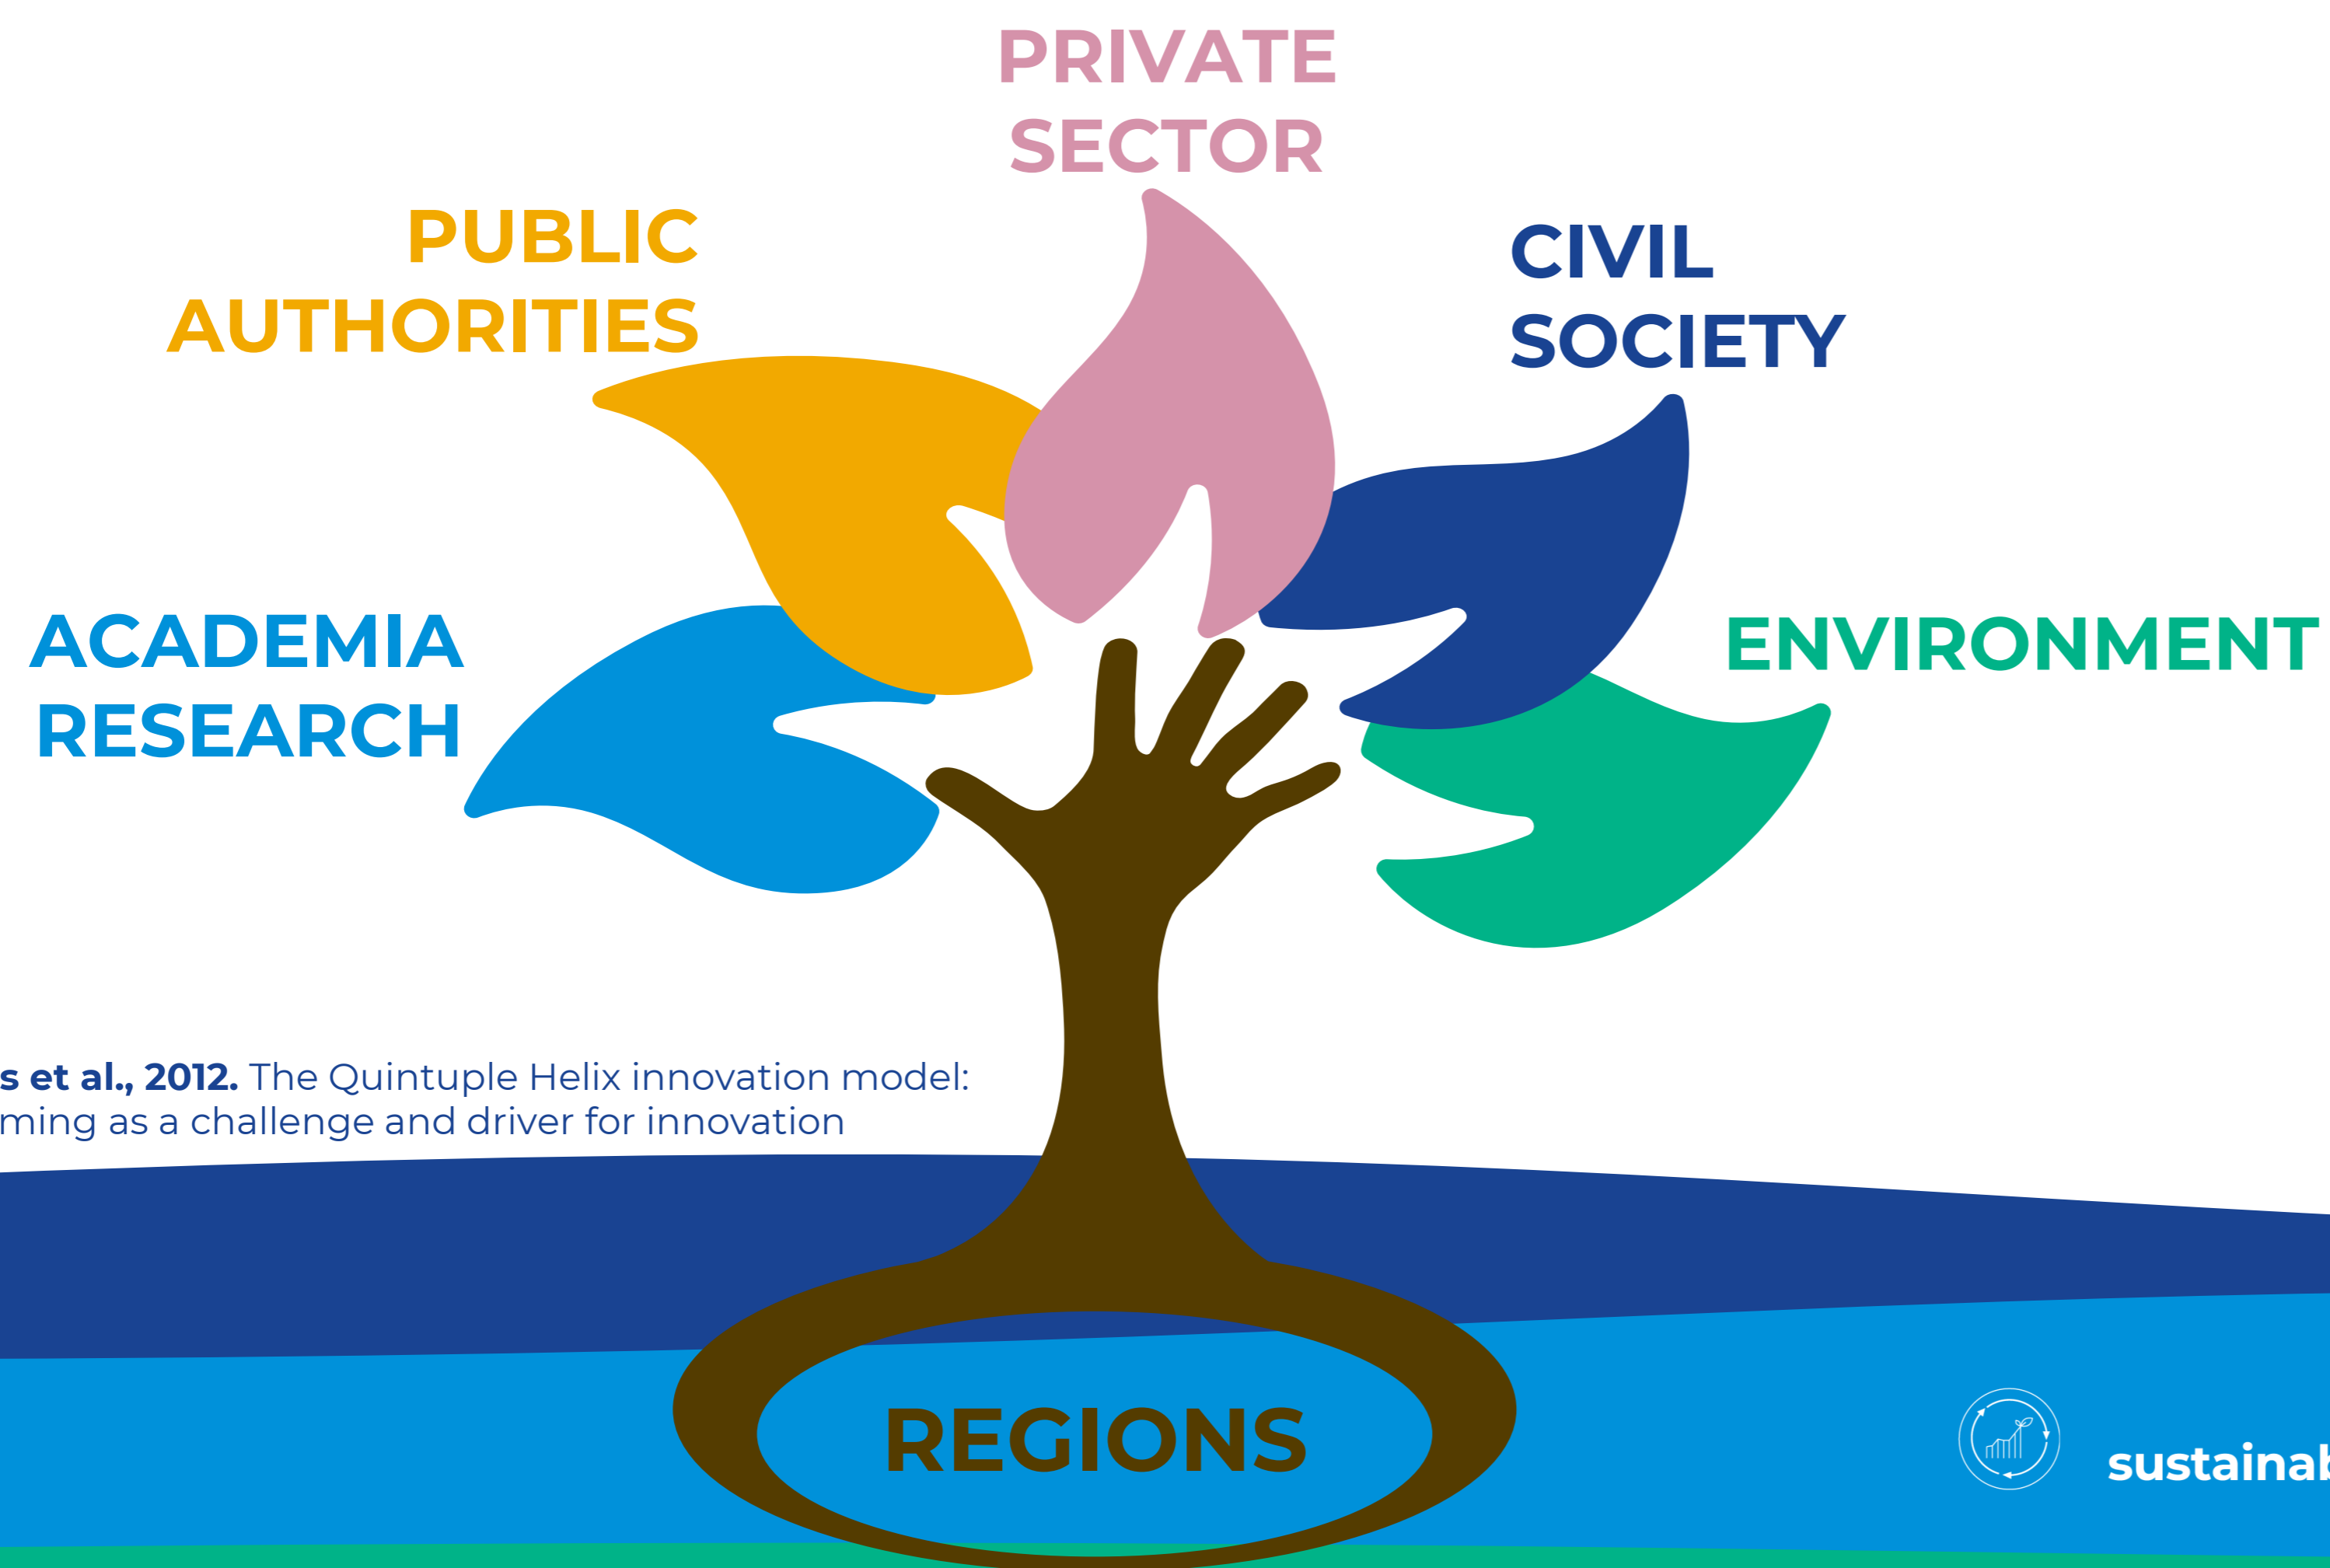 PRIVATE
SECTOR
PUBLIC
AUTHORITIES
CIVIL
SOCIETY
ACADEMIA
RESEARCH
ENVIRONMENT
s et al., 2012. The Quintuple Helix innovation model:
ming as a challenge and driver for innovation
REGIONS
sustainab